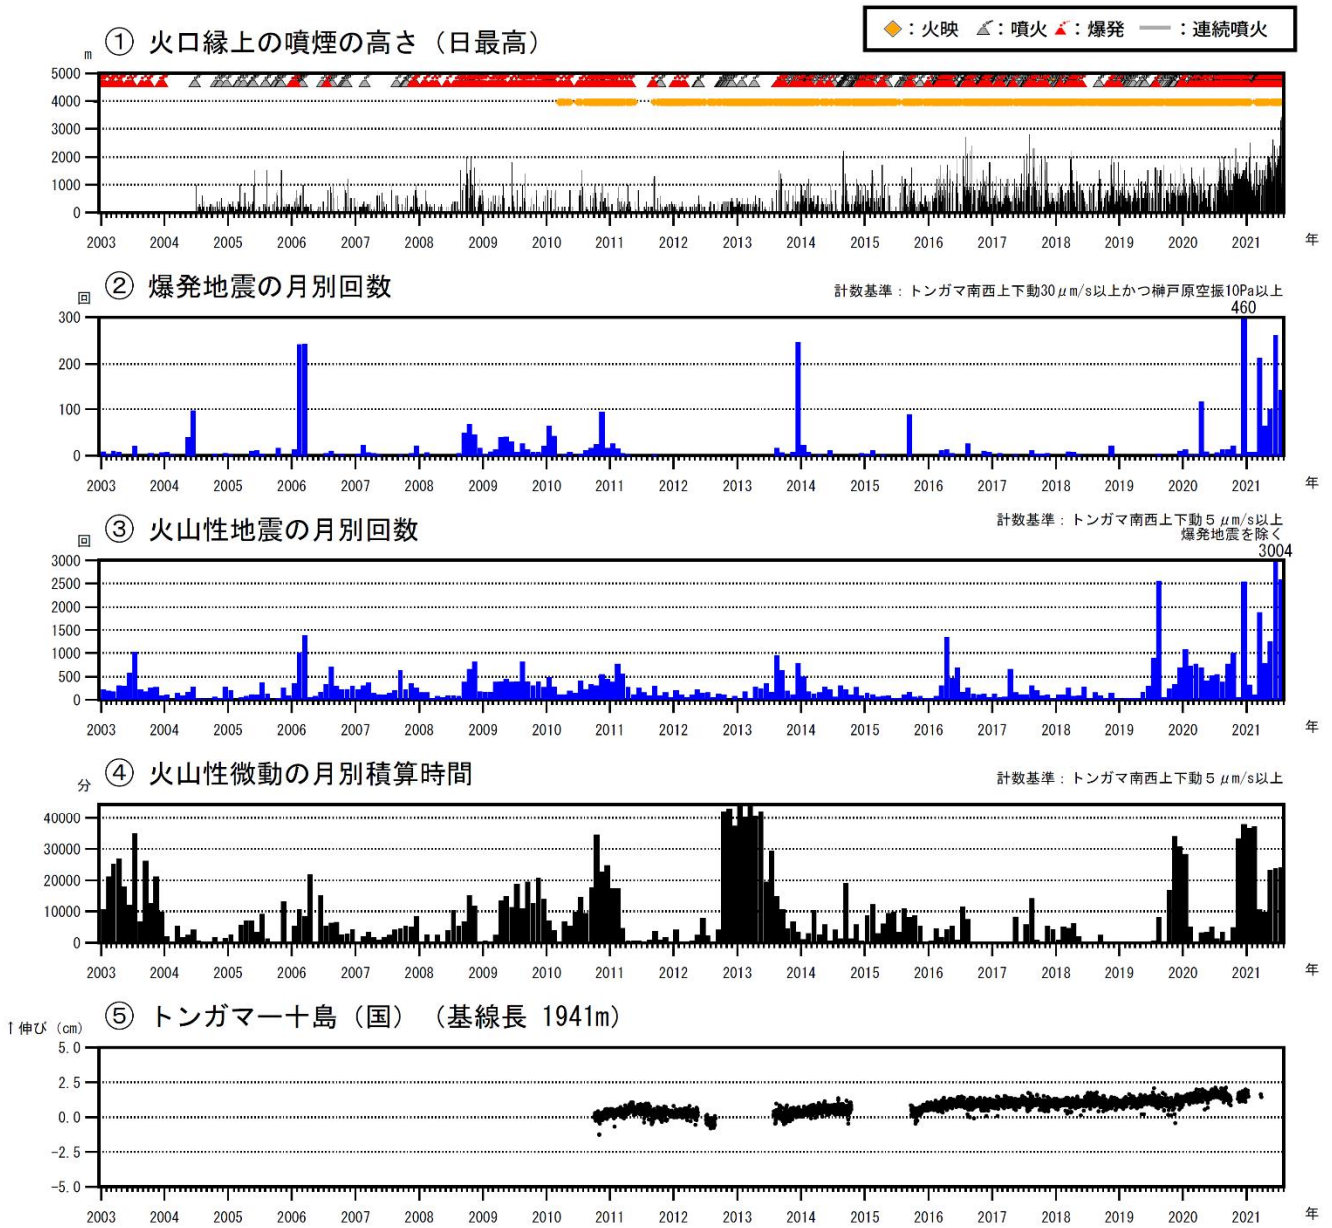 ◆：火映 ：噴火 ：爆発 ：連続噴火
① 火口縁上の噴煙の高さ（日最高）
m
5000
4000
3000
2000
1000
0
2003 2004 2005 2006 2007 2008 2009 2010 2011 2012 2013 2014 2015 2016 2017 2018 2019 2020 2021 年
② 爆発地震の月別回数
回
計数基準：トンガマ南西上下動30μm/s以上かつ榊戸原空振10Pa以上
460
300
200
100
0
2003 2004 2005 2006 2007 2008 2009 2010 2011 2012 2013 2014 2015 2016 2017 2018 2019 2020 2021 年
③ 火山性地震の月別回数
回
計数基準：トンガマ南西上下動５μm/s以上
爆発地震を除く
3004
3000
2500
2000
1500
1000
500
0
2003 2004 2005 2006 2007 2008 2009 2010 2011 2012 2013 2014 2015 2016 2017 2018 2019 2020 2021 年
④ 火山性微動の月別積算時間
分
計数基準：トンガマ南西上下動５μm/s以上
40000
30000
20000
10000
0
2003 2004 2005 2006 2007 2008 2009 2010 2011 2012 2013 2014 2015 2016 2017 2018 2019 2020 2021 年
⑤ トンガマー十島（国）（基線長 1941m）
↑伸び（cm）
5.0
2.5
0.0
-2.5
-5.0
2003 2004 2005 2006 2007 2008 2009 2010 2011 2012 2013 2014 2015 2016 2017 2018 2019 2020 2021 年